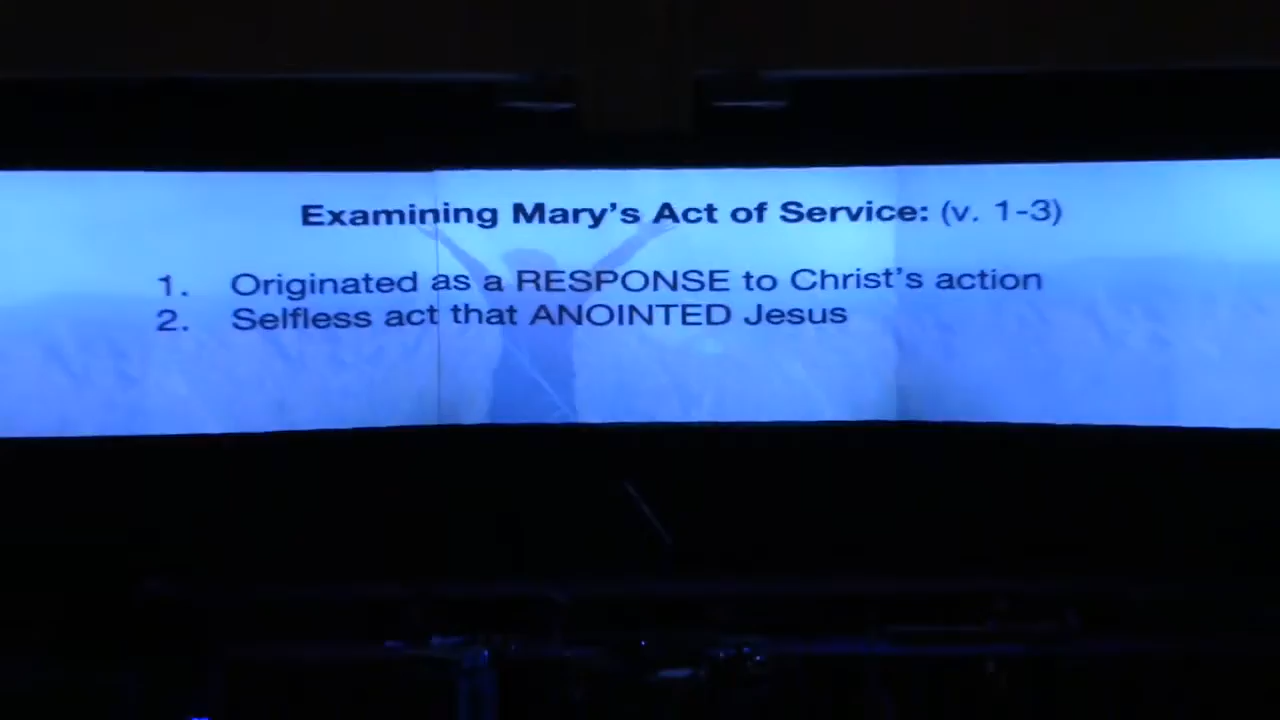 Examining Mary's Act of Service: (v. 1-3)
1. Originated as a RESPONSE to Christ's action
2. Selfless act that ANOINTED Jesus